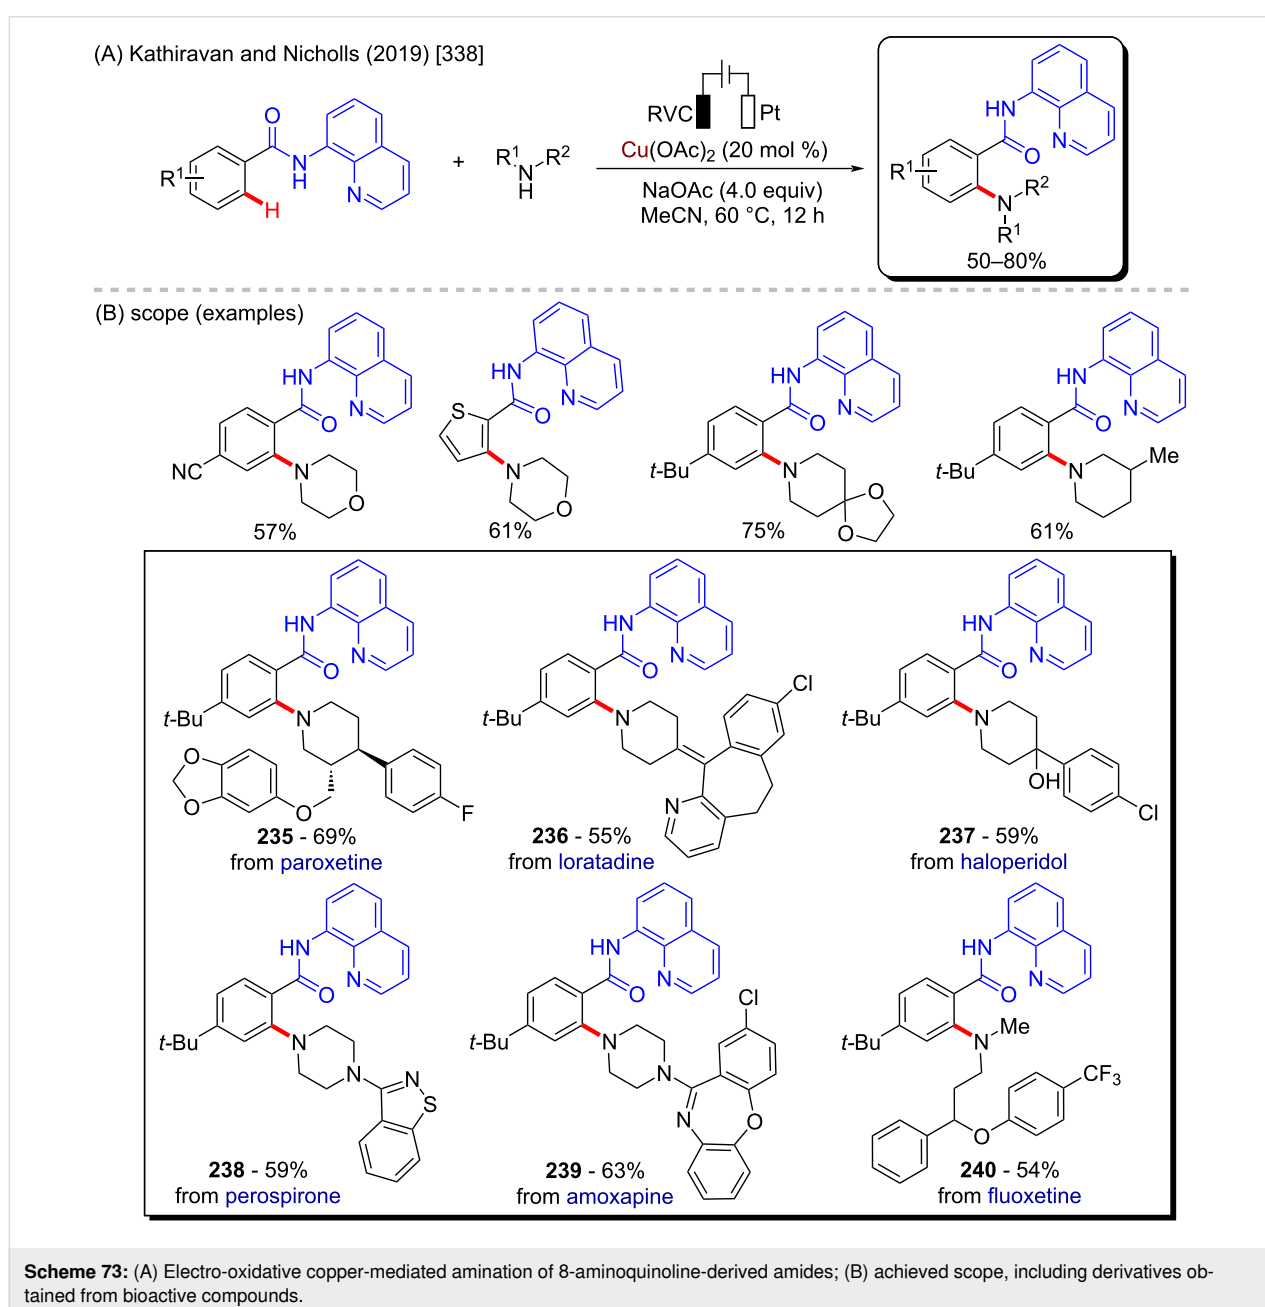 (A) Kathiravan and Nicholls (2019) [338]
RVC Pt
Cu(OAc)2 (20 mol %)
NaOAc (4.0 equiv)
MeCN, 60 °C, 12 h
R1 O N H H N
+
R1 N R2 H
HN O N R1 N R2 R1
50–80%
(B) scope (examples)
HN O N NC N O
57%
HN O N S N O
61%
HN O N t-Bu N O O
75%
HN O N t-Bu N Me
61%
HN O N t-Bu N O O O F
235 - 69%
from paroxetine
HN O N t-Bu N Cl N
236 - 55%
from loratadine
HN O N t-Bu N OH Cl
237 - 59%
from haloperidol
HN O N t-Bu N N N S
238 - 59%
from perospirone
HN O N t-Bu N N Cl N O
239 - 63%
from amoxapine
HN O N t-Bu N Me CF3 O
240 - 54%
from fluoxetine
Scheme 73: (A) Electro-oxidative copper-mediated amination of 8-aminoquinoline-derived amides; (B) achieved scope, including derivatives ob-
tained from bioactive compounds.